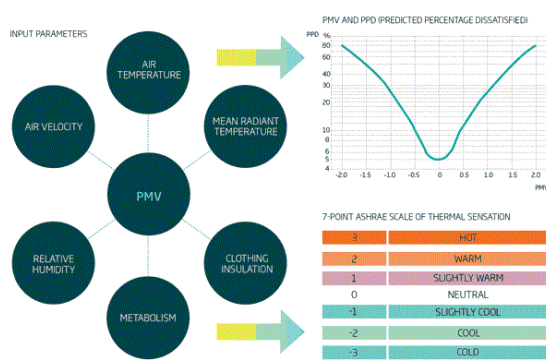 INPUT PARAMETERS
AIR
TEMPERATURE
AIR VELOCITY
MEAN RADIANT
TEMPERATURE
PMV
RELATIVE
HUMIDITY
CLOTHING
INSULATION
METABOLISM
PMV AND PPD (PREDICTED PERCENTAGE DISSATISFIED)
PPD %
80
60
40
30
20
10
8
6
5
4
-2.0 -1.5 -1.0 -0.5 0 0.5 1.0 1.5 2.0
PMV
7-POINT ASHRAE SCALE OF THERMAL SENSATION
3 HOT
2 WARM
1 SLIGHTLY WARM
0 NEUTRAL
-1 SLIGHTLY COOL
-2 COOL
-3 COLD